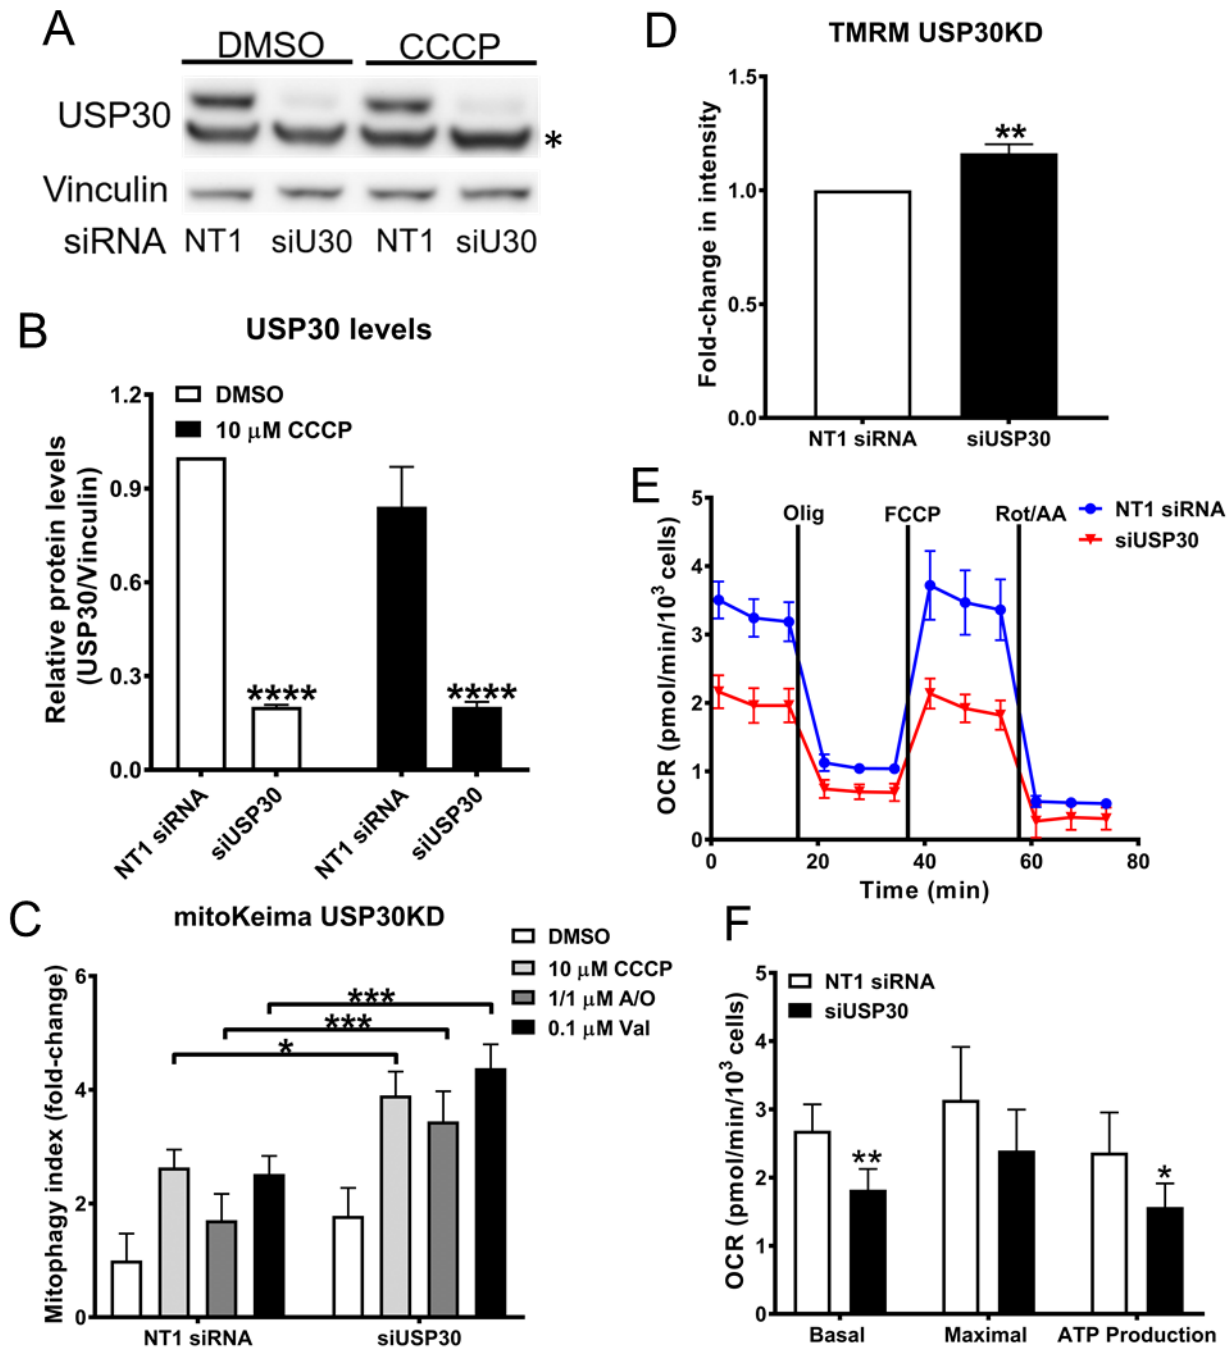 A
DMSO CCCP
USP30
*
Vinculin
siRNA NT1 siU30 NT1 siU30
B
USP30 levels
DMSO
10 μM CCCP
Relative protein levels
(USP30/Vinculin)
1.2
0.9
0.6
0.3
0.0
**** ****
NT1 siRNA siUSP30 NT1 siRNA siUSP30
C
mitoKeima USP30KD
DMSO
10 μM CCCP
1/1 μM A/O
0.1 μM Val
Mitophagy index (fold-change)
6
4
2
0
***
***
*
NT1 siRNA siUSP30
D
TMRM USP30KD
Fold-change in intensity
1.5
1.0
0.5
0.0
**
NT1 siRNA siUSP30
E
Olig FCCP Rot/AA
NT1 siRNA
siUSP30
OCR (pmol/min/10³ cells)
5
4
3
2
1
0
0 20 40 60 80
Time (min)
F
NT1 siRNA
siUSP30
OCR (pmol/min/10³ cells)
5
4
3
2
1
0
** *
Basal Maximal ATP Production